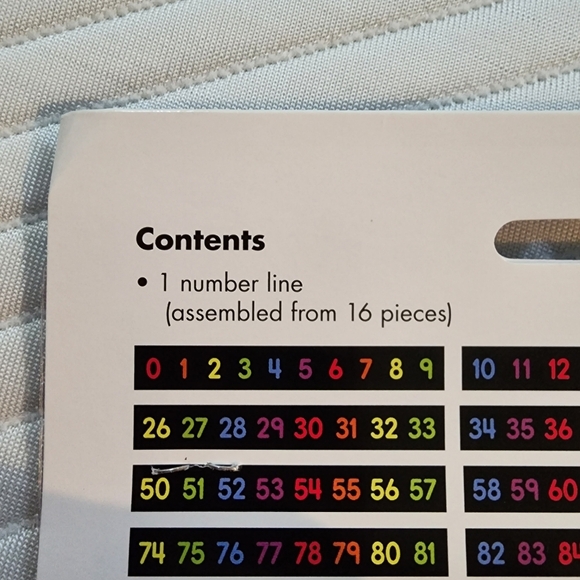 Contents
• 1 number line
(assembled from 16 pieces)
0 1 2 3 4 5 6 7 8 9 10 11 12
26 27 28 29 30 31 32 33 34 35 36
50 51 52 53 54 55 56 57 58 59 60
74 75 76 77 78 79 80 81 82 83 84